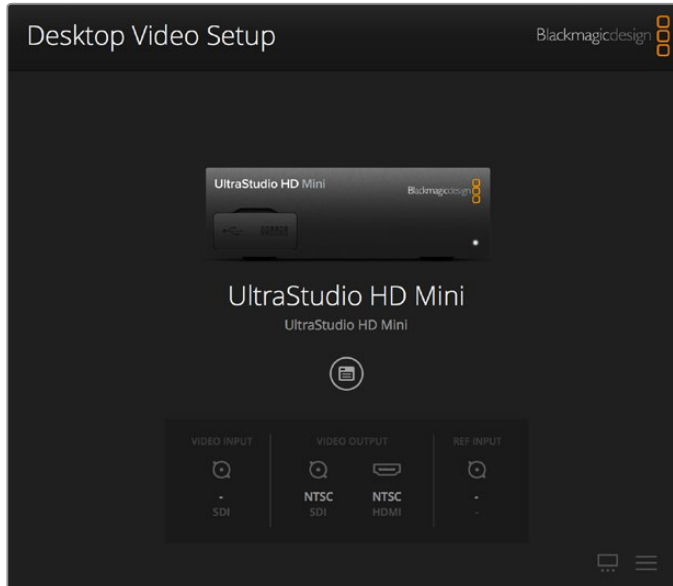 Desktop Video Setup
Blackmagicdesign
UltraStudio HD Mini
Blackmagicdesign
UltraStudio HD Mini
UltraStudio HD Mini
VIDEO INPUT VIDEO OUTPUT REF INPUT
- NTSC NTSC -
SDI SDI HDMI -